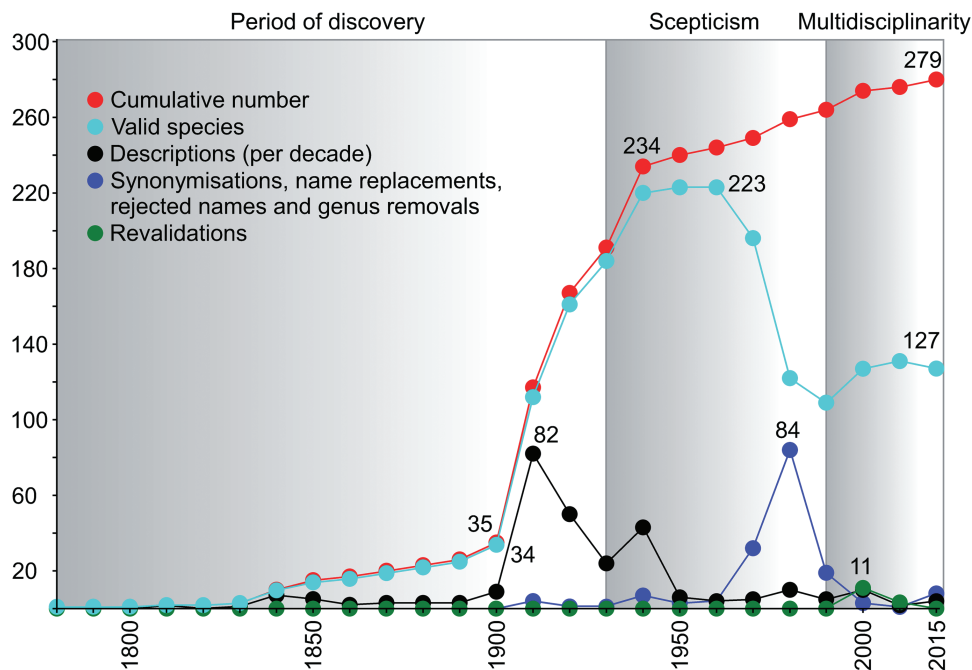 Period of discovery
Scepticism
Multidisciplinarity
300
260
220
180
140
100
60
20
Cumulative number
Valid species
Descriptions (per decade)
Synonymisations, name replacements,
rejected names and genus removals
Revalidations
35
34
82
234
223
84
11
279
127
1800
1850
1900
1950
2000
2015